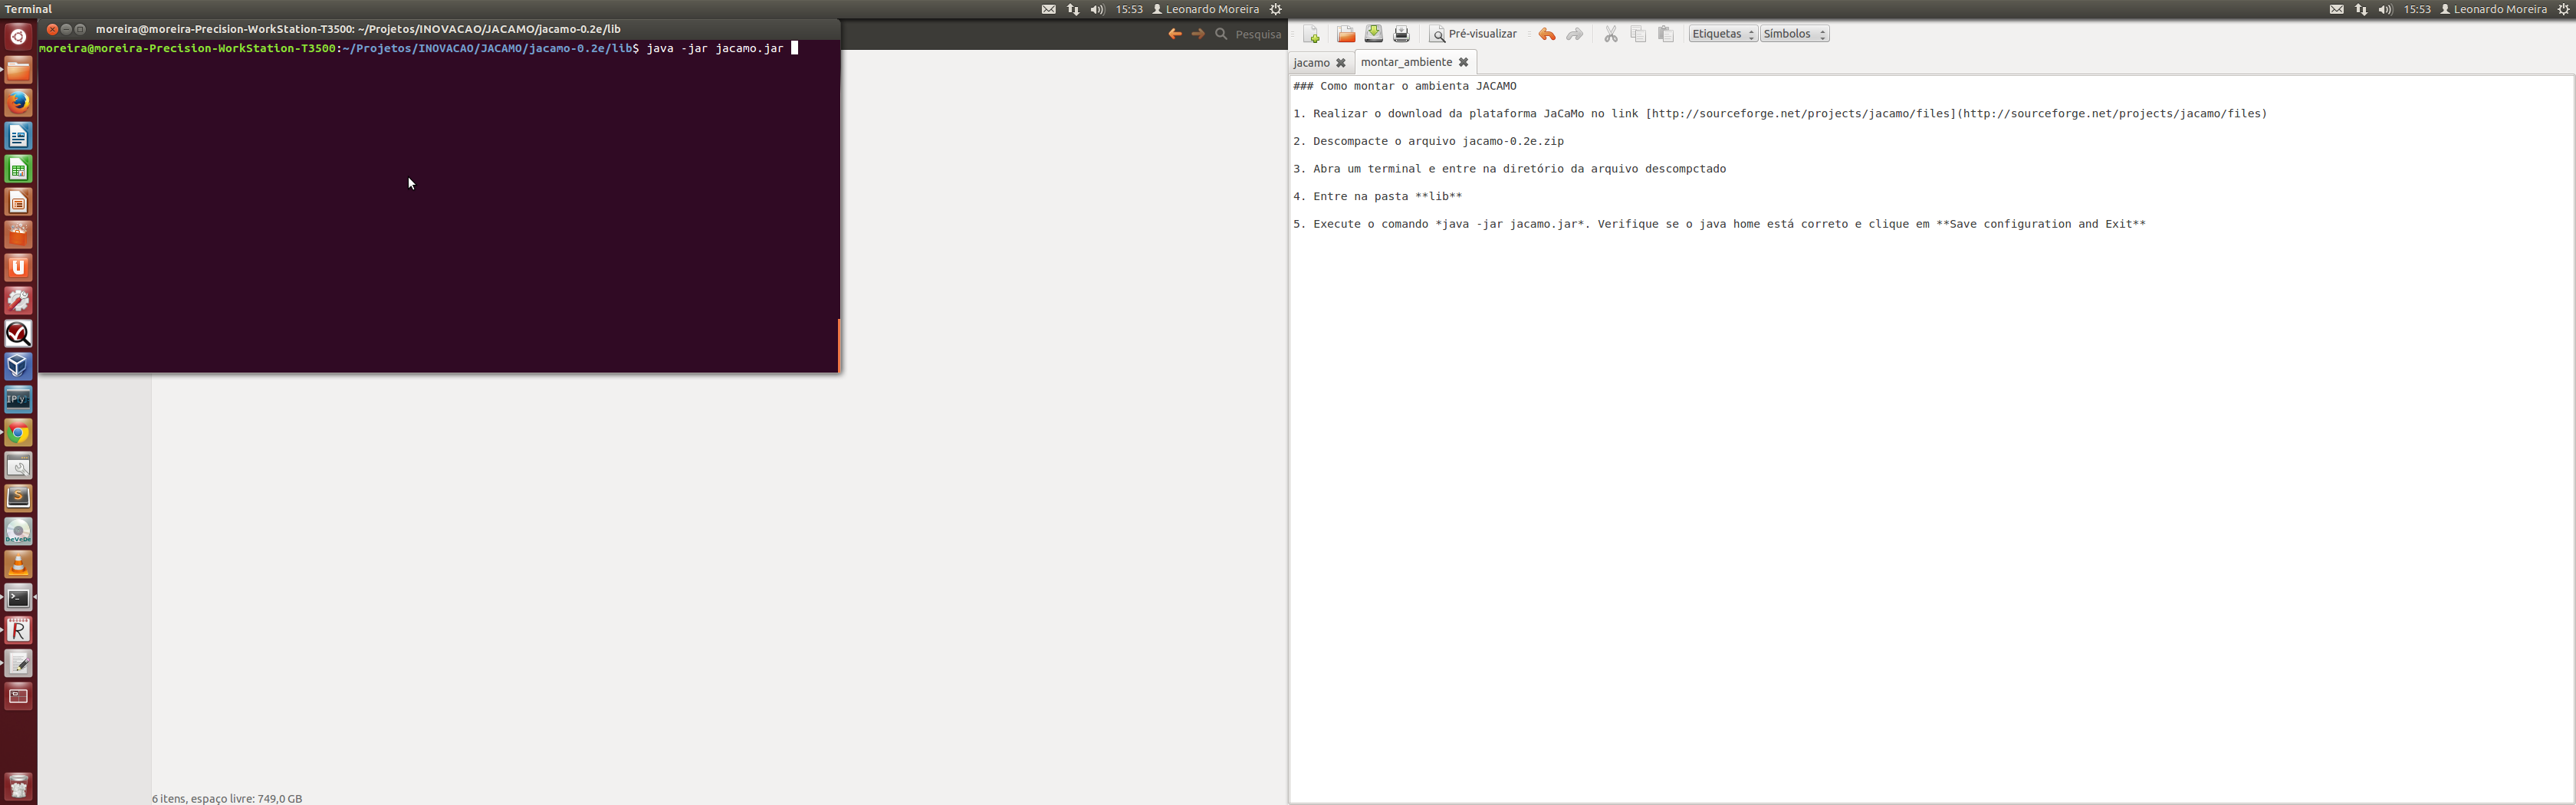 Terminal
15:53 Leonardo Moreira
15:53 Leonardo Moreira
moreira@moreira-Precision-WorkStation-T3500: ~/Projetos/INOVACAO/JACAMO/jacamo-0.2e/lib
moreira@moreira-Precision-WorkStation-T3500:~/Projetos/INOVACAO/JACAMO/jacamo-0.2e/lib$ java -jar jacamo.jar
Pesquisa
6 itens, espaço livre: 749,0 GB
Pré-visualizar
Etiquetas
Símbolos
jacamo
montar_ambiente
### Como montar o ambienta JACAMO
1. Realizar o download da plataforma JaCaMo no link [http://sourceforge.net/projects/jacamo/files](http://sourceforge.net/projects/jacamo/files)
2. Descompacte o arquivo jacamo-0.2e.zip
3. Abra um terminal e entre na diretório da arquivo descompctado
4. Entre na pasta **lib**
5. Execute o comando *java -jar jacamo.jar*. Verifique se o java home está correto e clique em **Save configuration and Exit**